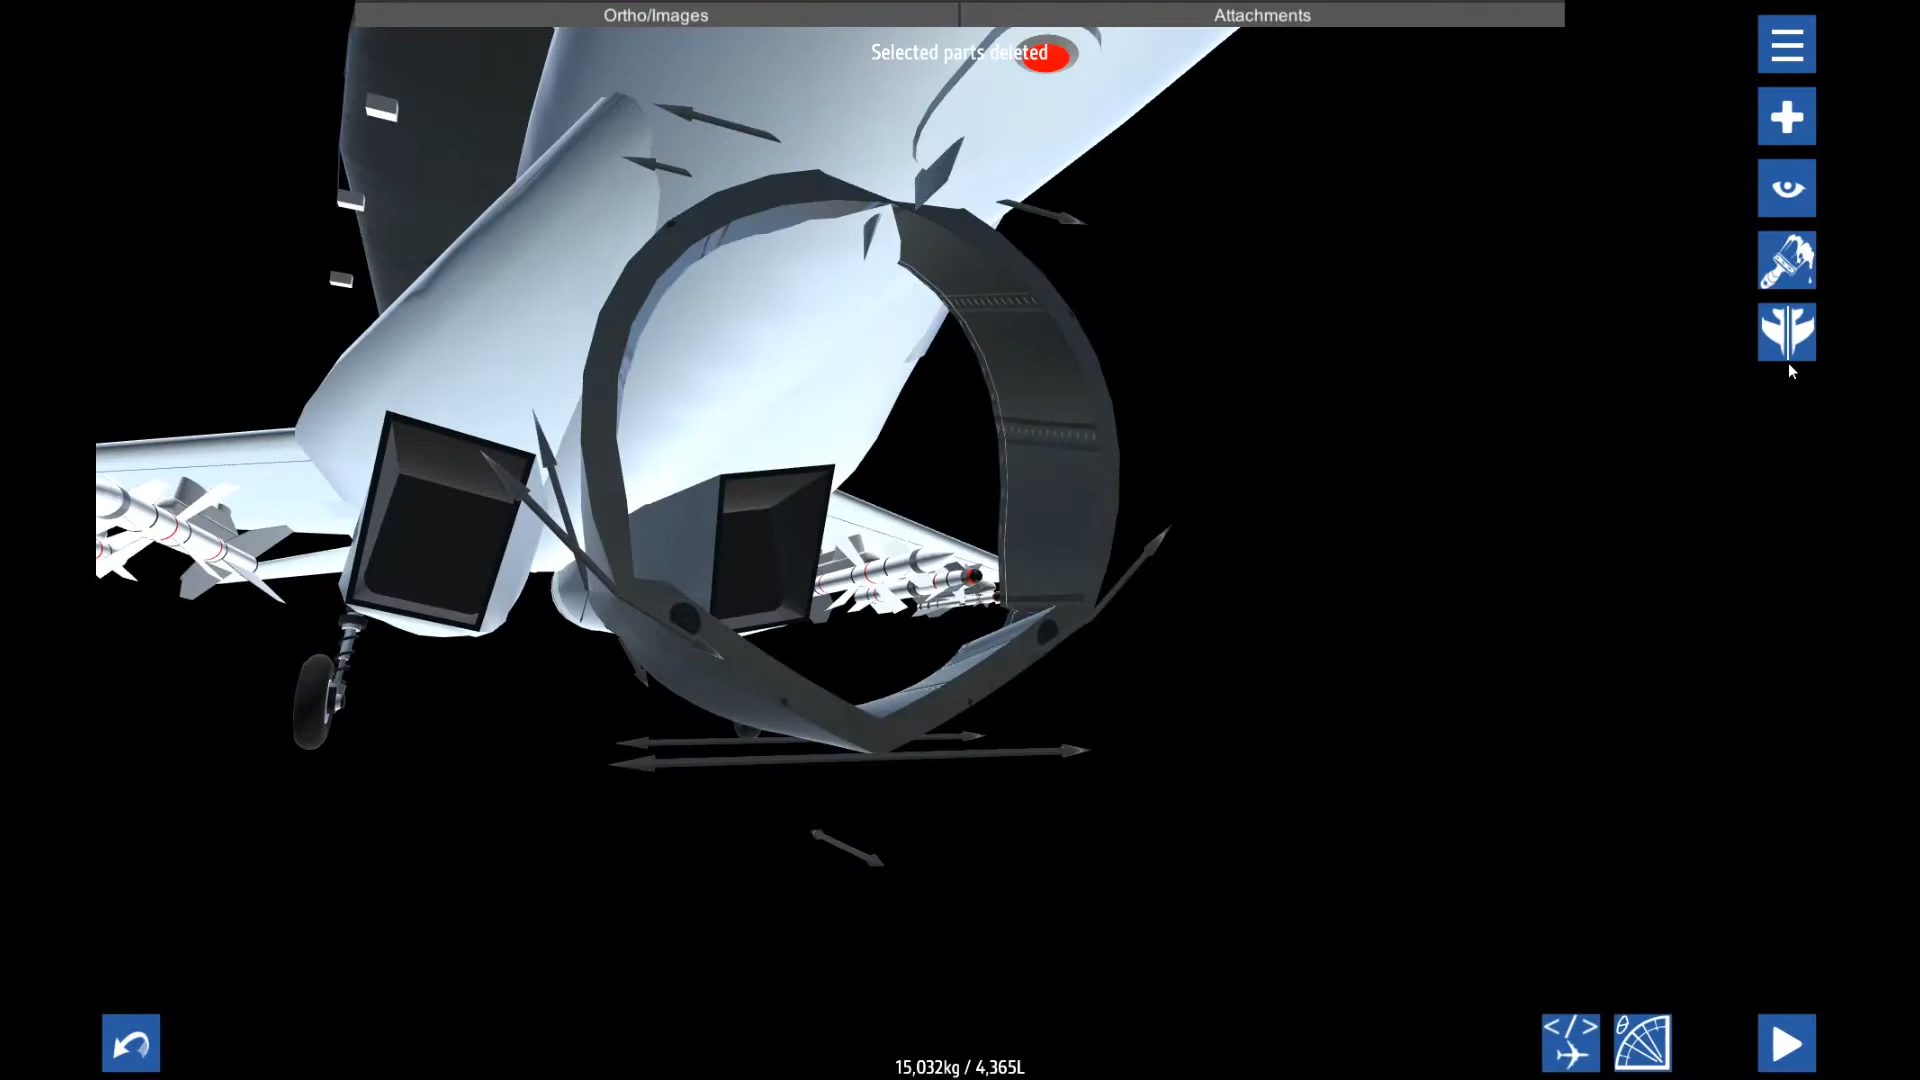 Ortho/Images
Attachments
Selected parts deleted
</>
θ
15,032kg / 4,365L